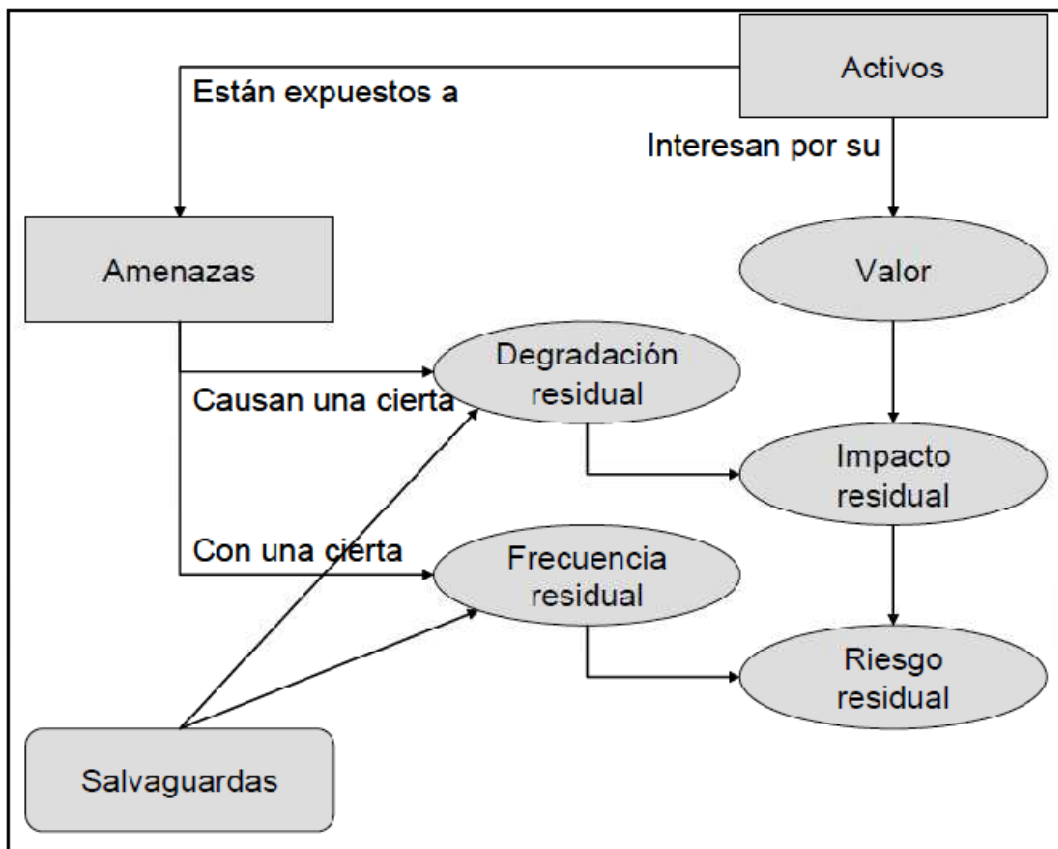 Activos
Están expuestos a
Interesan por su
Amenazas
Valor
Degradación
residual
Causan una cierta
Impacto
residual
Con una cierta
Frecuencia
residual
Riesgo
residual
Salvaguardas